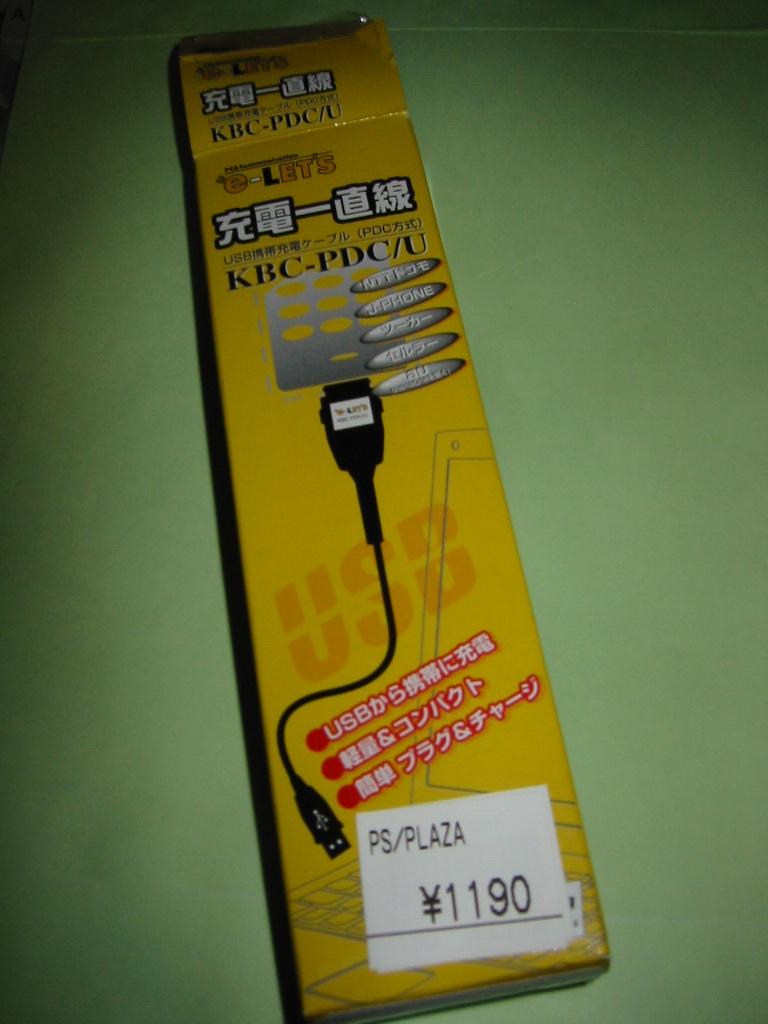 e-LET'S
充電一直線
USB携帯充電ケーブル (PDC方式)
KBC-PDC/U
PCA Communication
e-LET'S
充電一直線
USB携帯充電ケーブル (PDC方式)
KBC-PDC/U
NTTドコモ
J-PHONE
ツーカー
セルラー
au
e-LET'S
KBC-PDC/U
USB
USBから携帯に充電
軽量&コンパクト
簡単 プラグ&チャージ
PS/PLAZA
¥1190